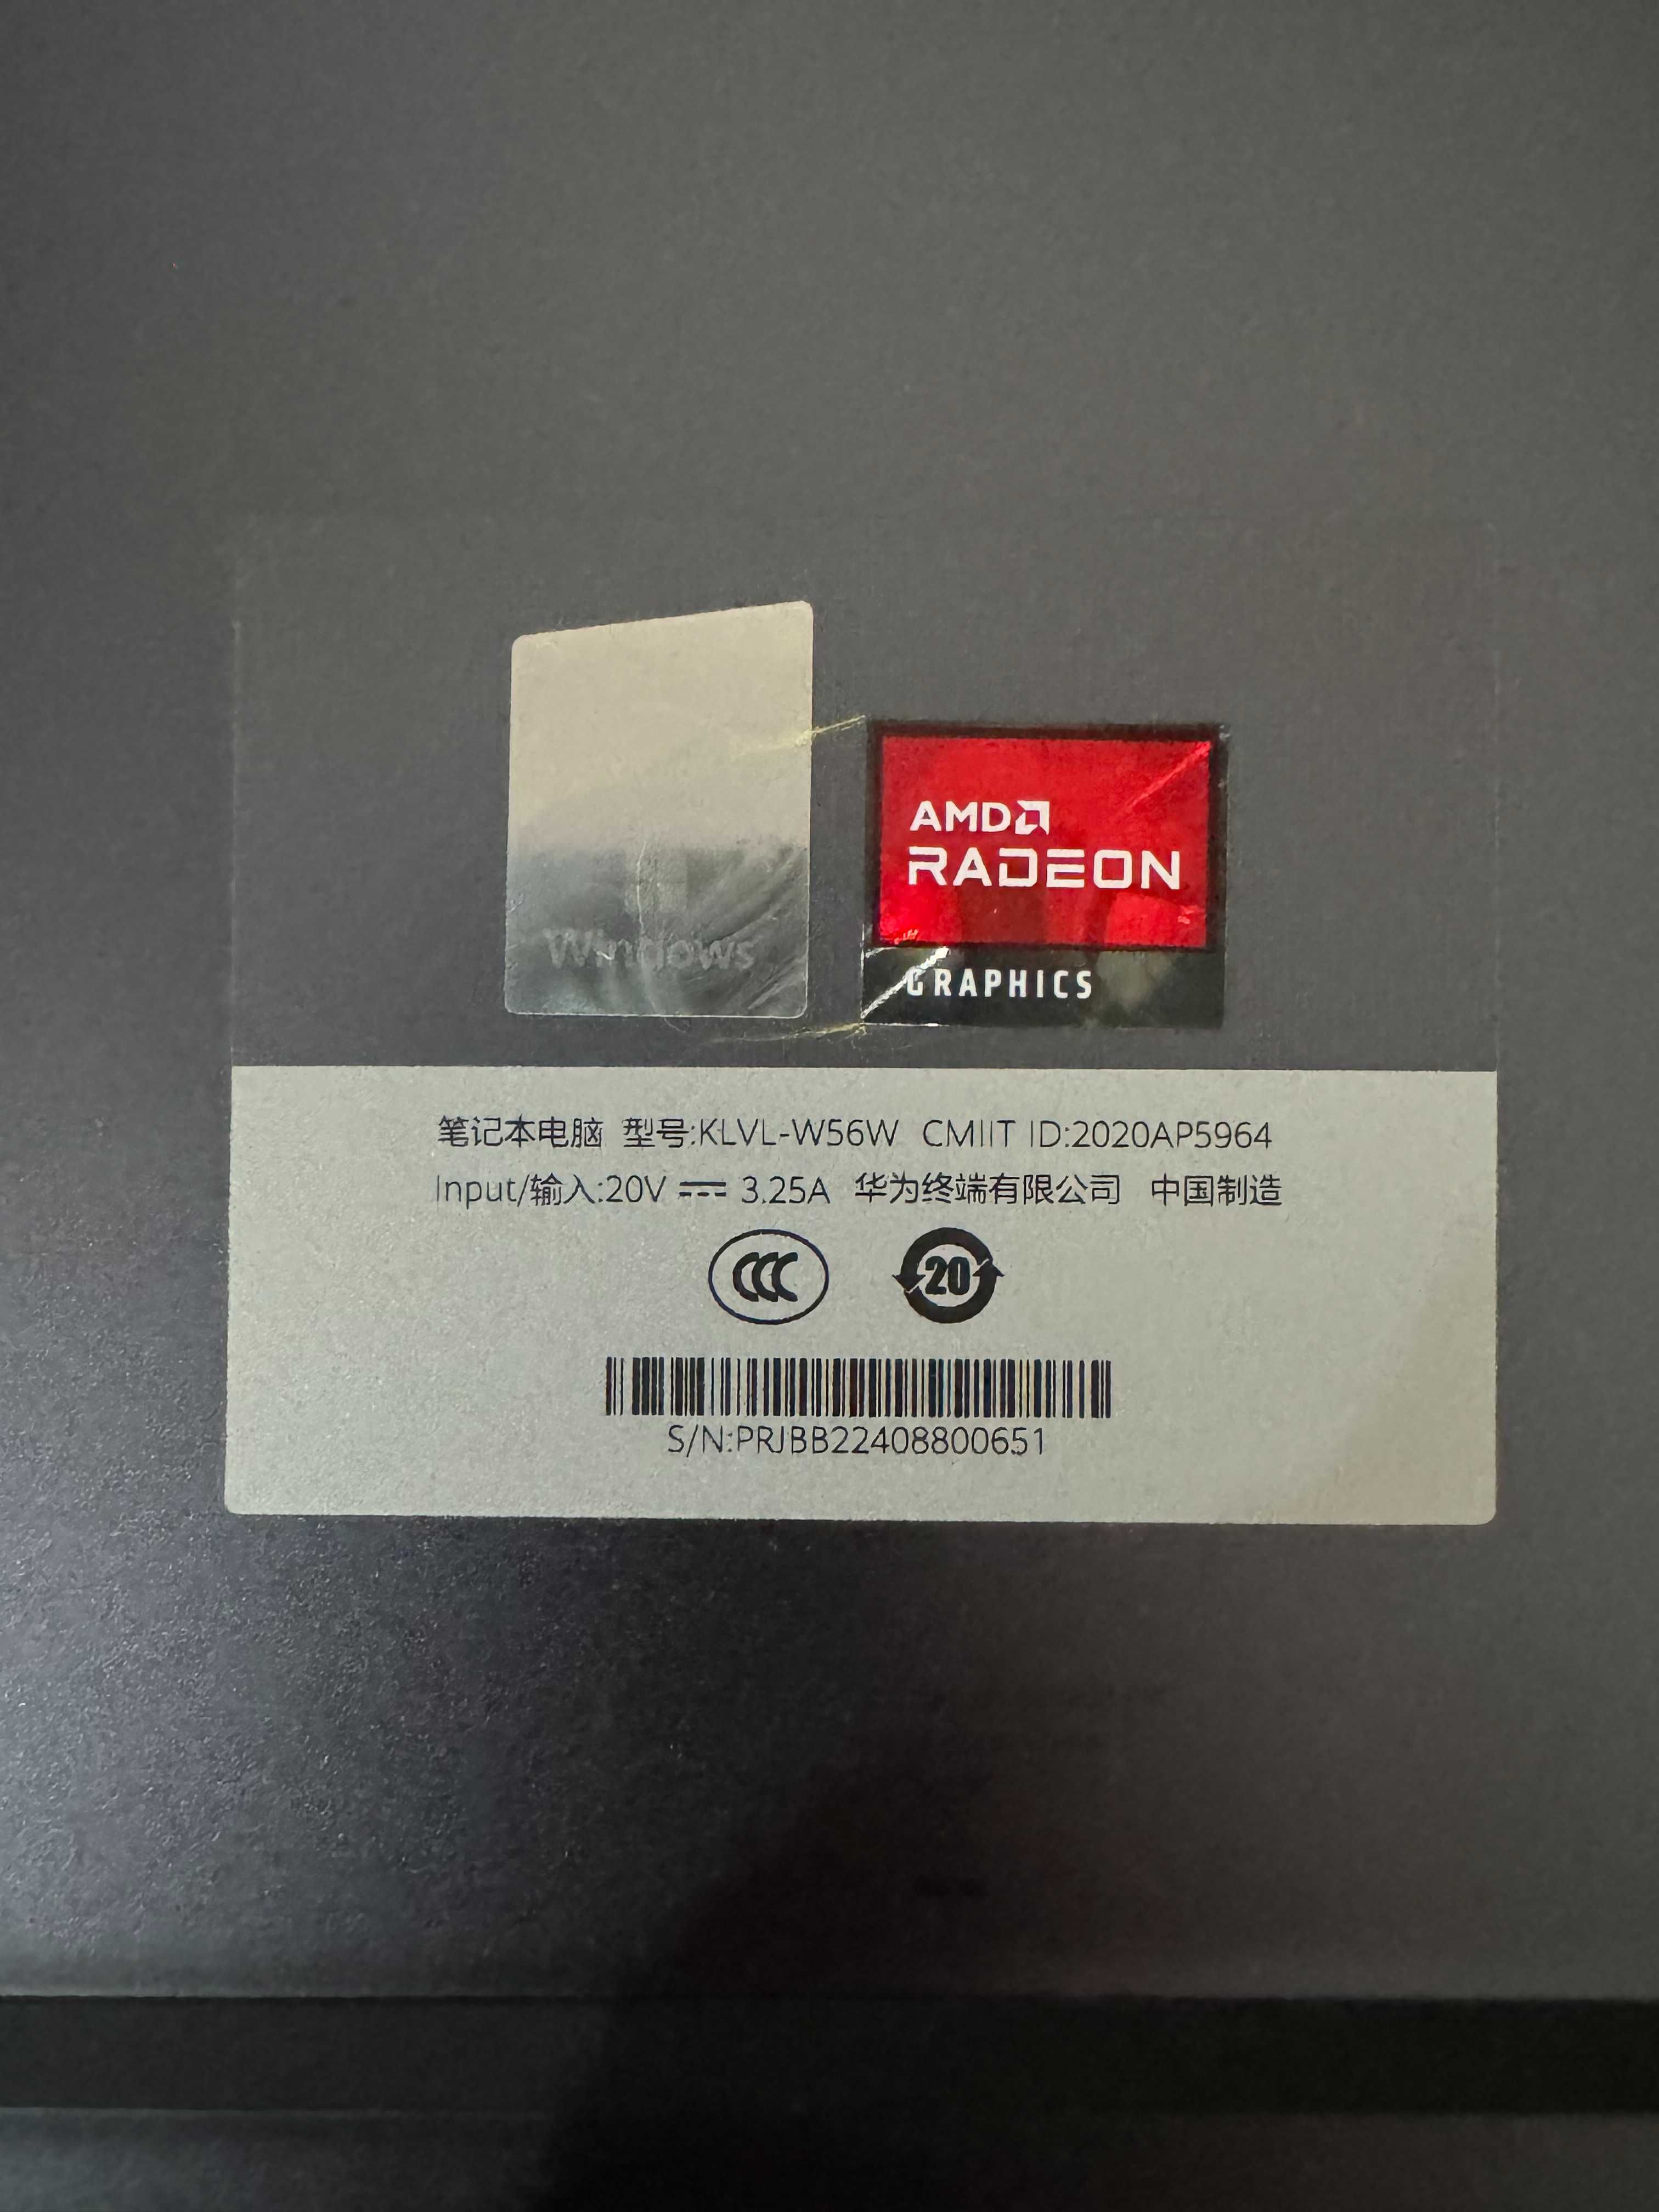 Windows
AMD
RADEON
GRAPHICS
笔记本电脑 型号:KLVL-W56W CMIIT ID:2020AP5964
Input/输入:20V ⎓ 3.25A 华为终端有限公司 中国制造
CCC
20
S/N:PRJBB22408800651